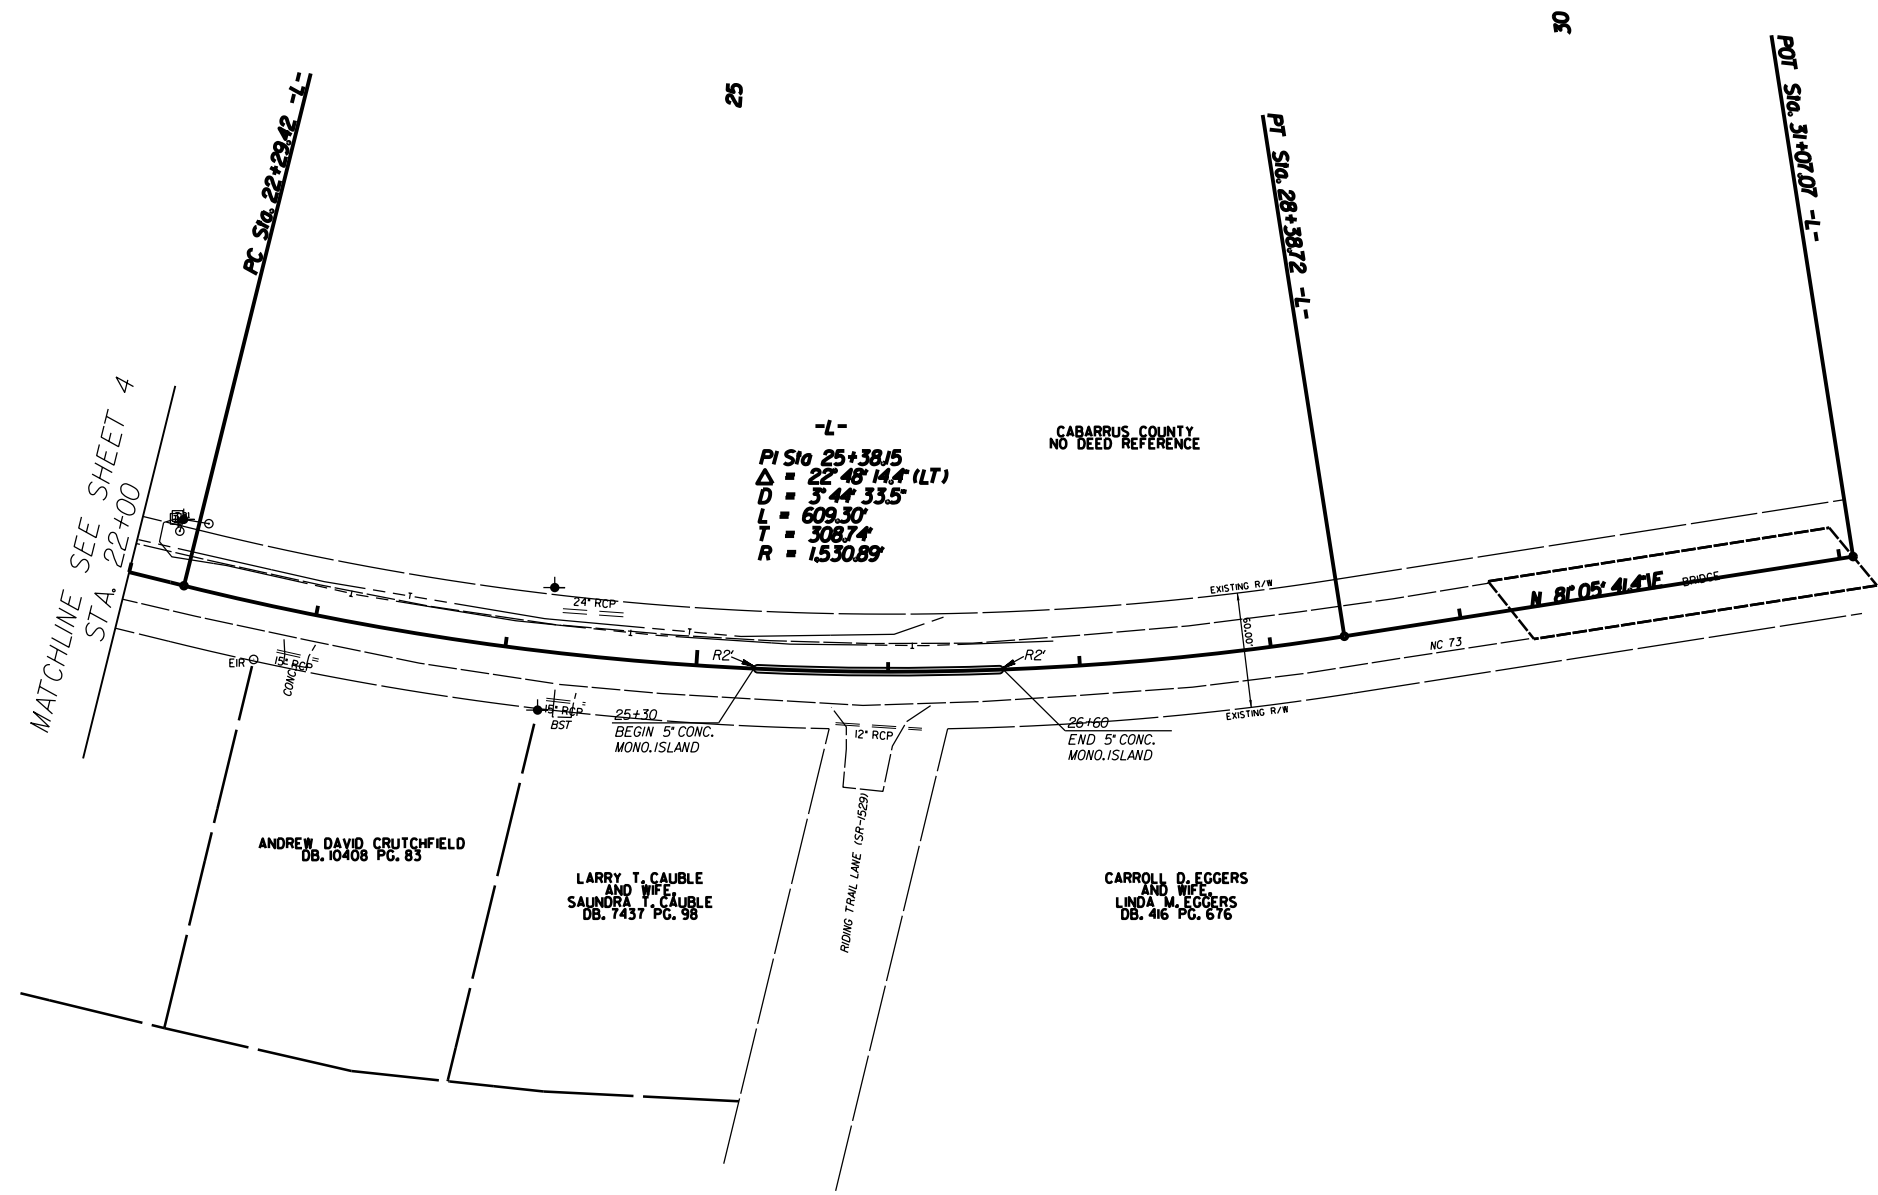 30
25
PC Sta. 22+29.42 -L-
PT Sta. 28+38.72 -L-
POT Sta. 31+07.07 -L-
MATCHLINE SEE SHEET 4
STA. 22+00
-L-
PI Sta 25+38.15
Δ = 22° 48' 14.4" (LT)
D = 3° 44' 33.5"
L = 609.30'
T = 308.74'
R = 1,530.89'
CABARRUS COUNTY
NO DEED REFERENCE
24" RCP
EXISTING R/W
60.00'
N 81° 05' 41.4" E
BRIDGE
NC 73
EXISTING R/W
R2'
R2'
EIR
15" RCP
CONC
15" RCP
BST
25+30
BEGIN 5" CONC.
MONO. ISLAND
12" RCP
26+60
END 5" CONC.
MONO. ISLAND
RIDING TRAIL LANE (SR-1529)
ANDREW DAVID CRUTCHFIELD
DB. 10408 PG. 83
LARRY T. CAUBLE
AND WIFE,
SAUNDRA T. CAUBLE
DB. 7437 PG. 98
CARROLL D. EGGERS
AND WIFE,
LINDA M. EGGERS
DB. 416 PG. 676